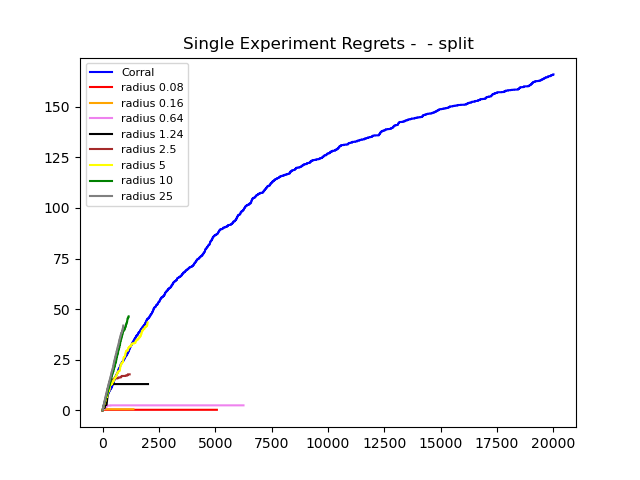 Single Experiment Regrets -  - split
Corral
radius 0.08
radius 0.16
radius 0.64
radius 1.24
radius 2.5
radius 5
radius 10
radius 25
150
125
100
75
50
25
0
0 2500 5000 7500 10000 12500 15000 17500 20000